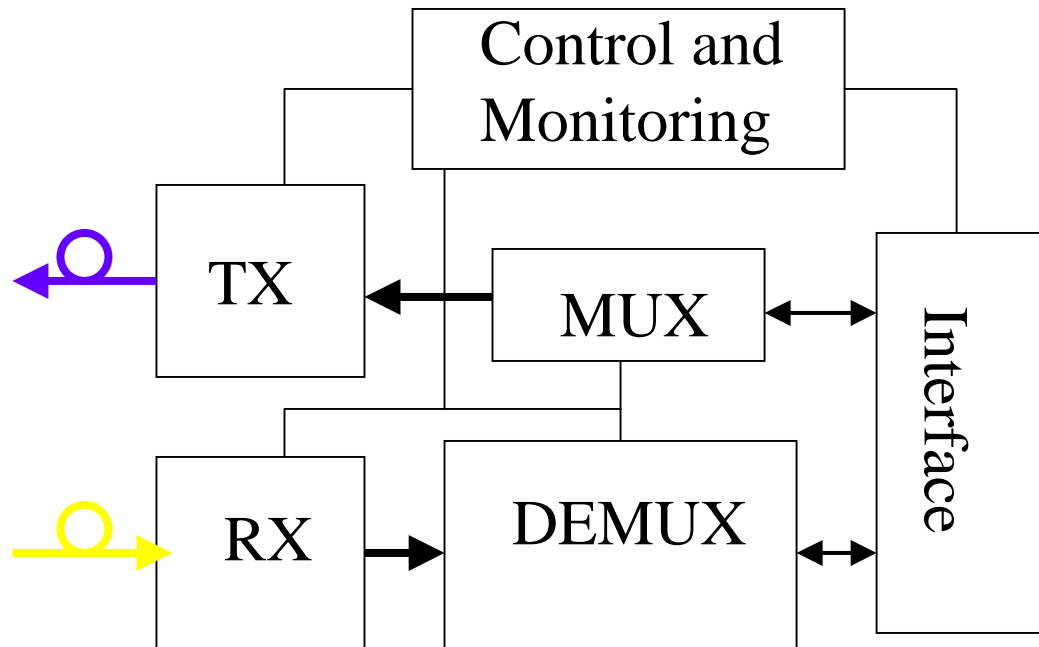 Control and
Monitoring
TX
MUX
Interface
RX
DEMUX